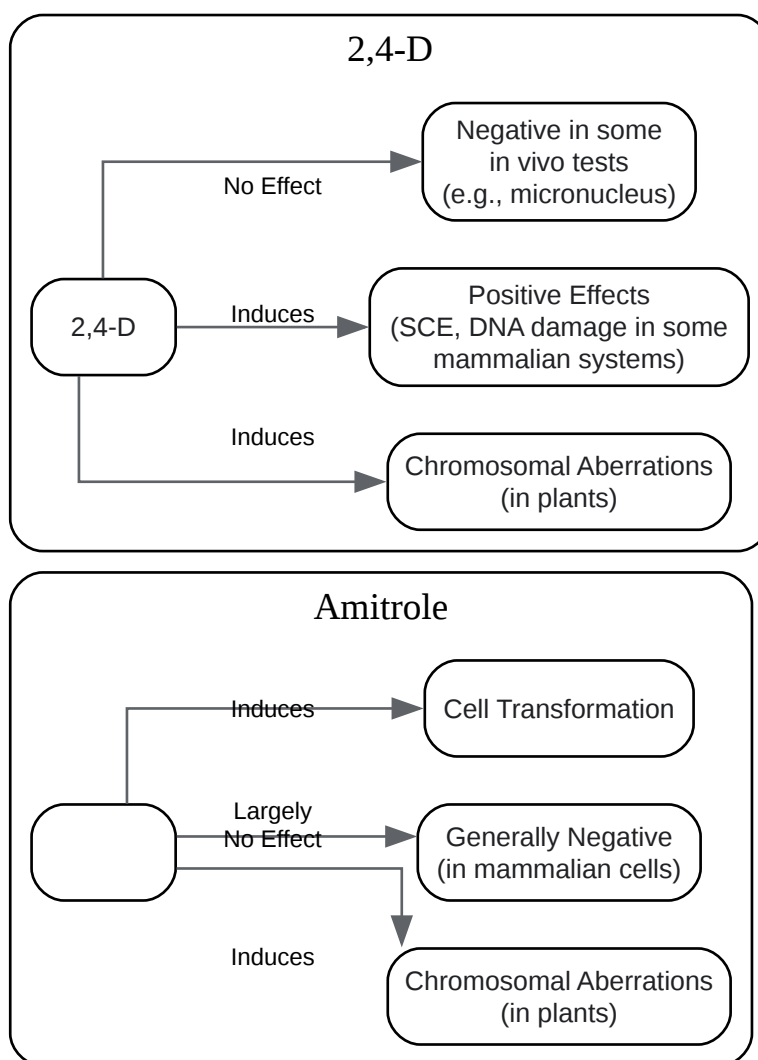 2,4-D
Negative in some
in vivo tests
(e.g., micronucleus)
No Effect
2,4-D
Induces
Positive Effects
(SCE, DNA damage in some
mammalian systems)
Induces
Chromosomal Aberrations
(in plants)
Amitrole
Induces
Cell Transformation
Largely
No Effect
Generally Negative
(in mammalian cells)
Induces
Chromosomal Aberrations
(in plants)